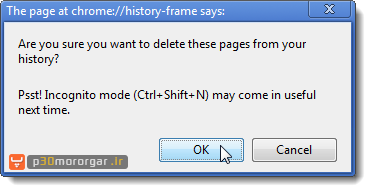 The page at chrome://history-frame says:
Are you sure you want to delete these pages from your
history?
Psst! Incognito mode (Ctrl+Shift+N) may come in useful
next time.
OK
Cancel
p30mororgar .ir